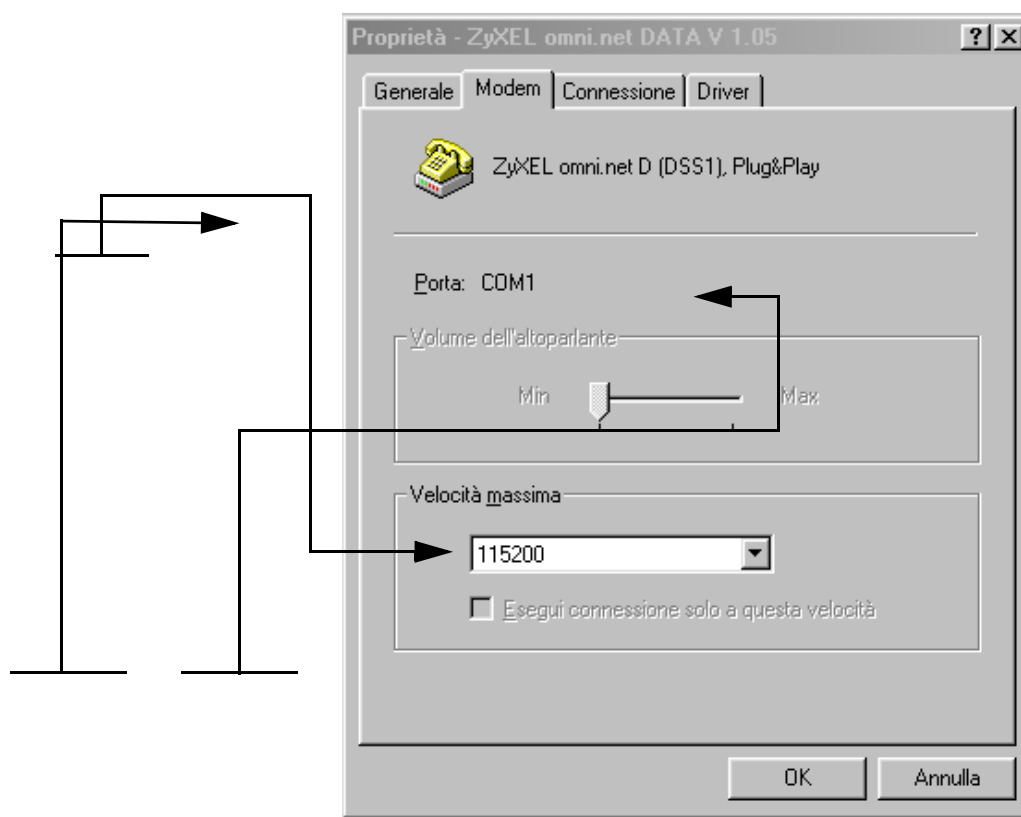 Proprietà - ZyXEL omni.net DATA V 1.05
Generale Modem Connessione Driver
ZyXEL omni.net D (DSS1), Plug&Play
Porta: COM1
Volume dell'altoparlante
Min Max
Velocità massima
115200
Esegui connessione solo a questa velocità
OK Annulla